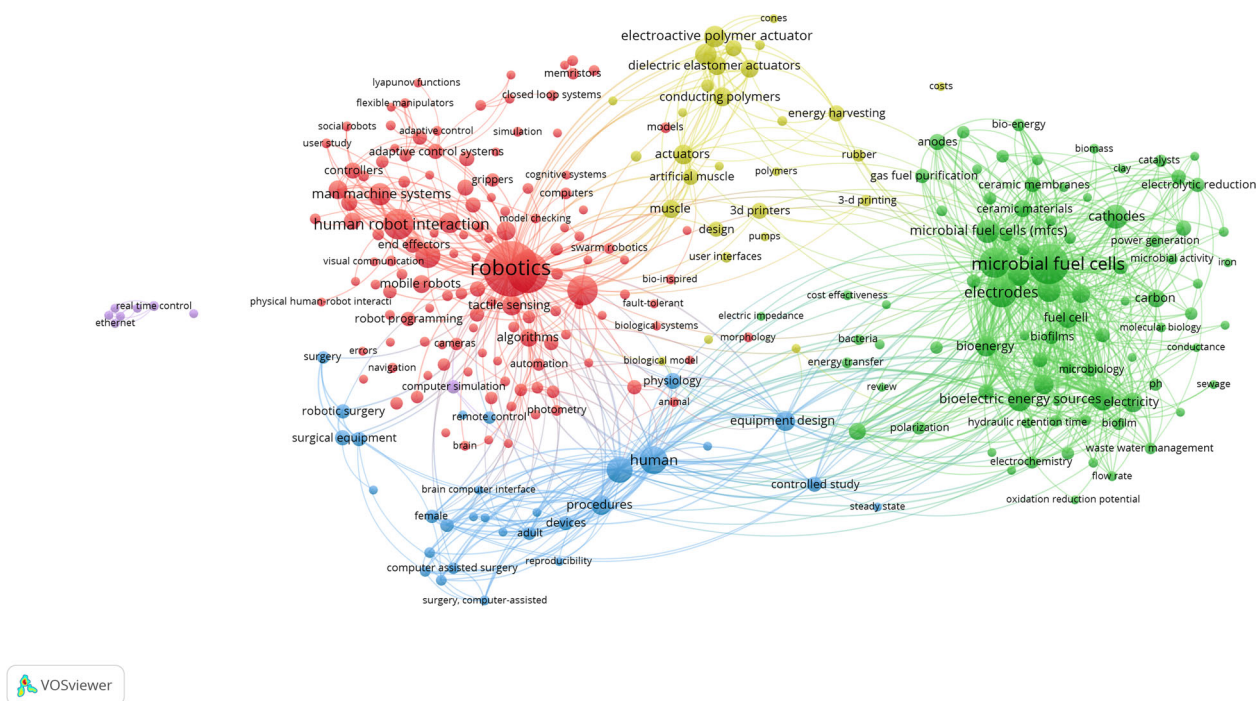 cones
electroactive polymer actuator
dielectric elastomer actuators
memristors
lyapunov functions
closed loop systems
conducting polymers
costs
flexible manipulators
energy harvesting
social robots
adaptive control
simulation
models
bio-energy
user study
adaptive control systems
actuators
anodes
biomass
controllers
rubber
catalysts
clay
grippers
cognitive systems
artificial muscle
polymers
gas fuel purification
ceramic membranes
electrolytic reduction
man machine systems
computers
3-d printing
muscle
3d printers
ceramic materials
cathodes
human robot interaction
model checking
design
microbial fuel cells (mfcs)
pumps
power generation
end effectors
swarm robotics
user interfaces
visual communication
robotics
microbial fuel cells
microbial activity
iron
mobile robots
bio-inspired
electrodes
cost effectiveness
carbon
physical human-robot interacti
tactile sensing
fault-tolerant
real time control
ethernet
robot programming
biological systems
electric impedance
fuel cell
molecular biology
algorithms
morphology
bacteria
biofilms
cameras
errors
bioenergy
conductance
surgery
navigation
automation
biological model
energy transfer
microbiology
computer simulation
physiology
review
ph
sewage
robotic surgery
photometry
animal
bioelectric energy sources
electricity
remote control
equipment design
hydraulic retention time
biofilm
polarization
surgical equipment
brain
waste water management
human
electrochemistry
flow rate
controlled study
brain computer interface
oxidation reduction potential
procedures
steady state
female
devices
adult
reproducibility
computer assisted surgery
surgery, computer-assisted
VOSviewer